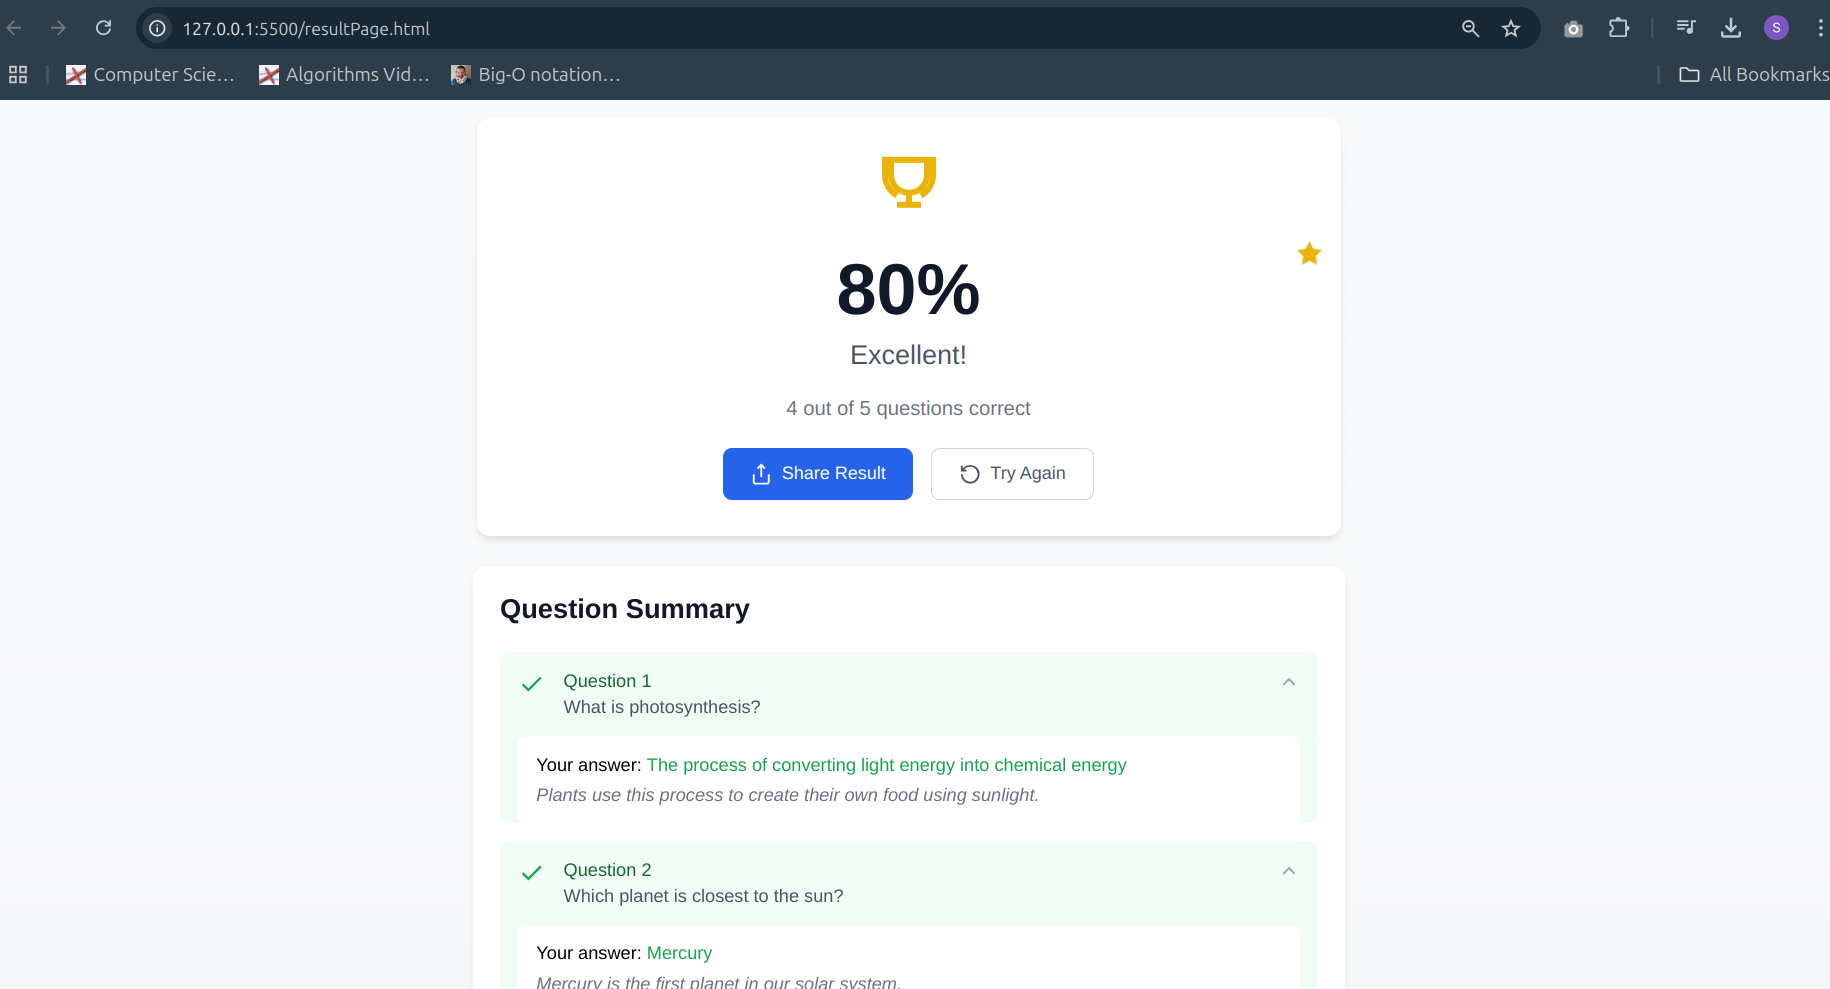 127.0.0.1:5500/resultPage.html
S
Computer Scie...
Algorithms Vid...
Big-O notation...
All Bookmarks
80%
Excellent!
4 out of 5 questions correct
Share Result
Try Again
Question Summary
Question 1
What is photosynthesis?
Your answer: The process of converting light energy into chemical energy
Plants use this process to create their own food using sunlight.
Question 2
Which planet is closest to the sun?
Your answer: Mercury
Mercury is the first planet in our solar system.